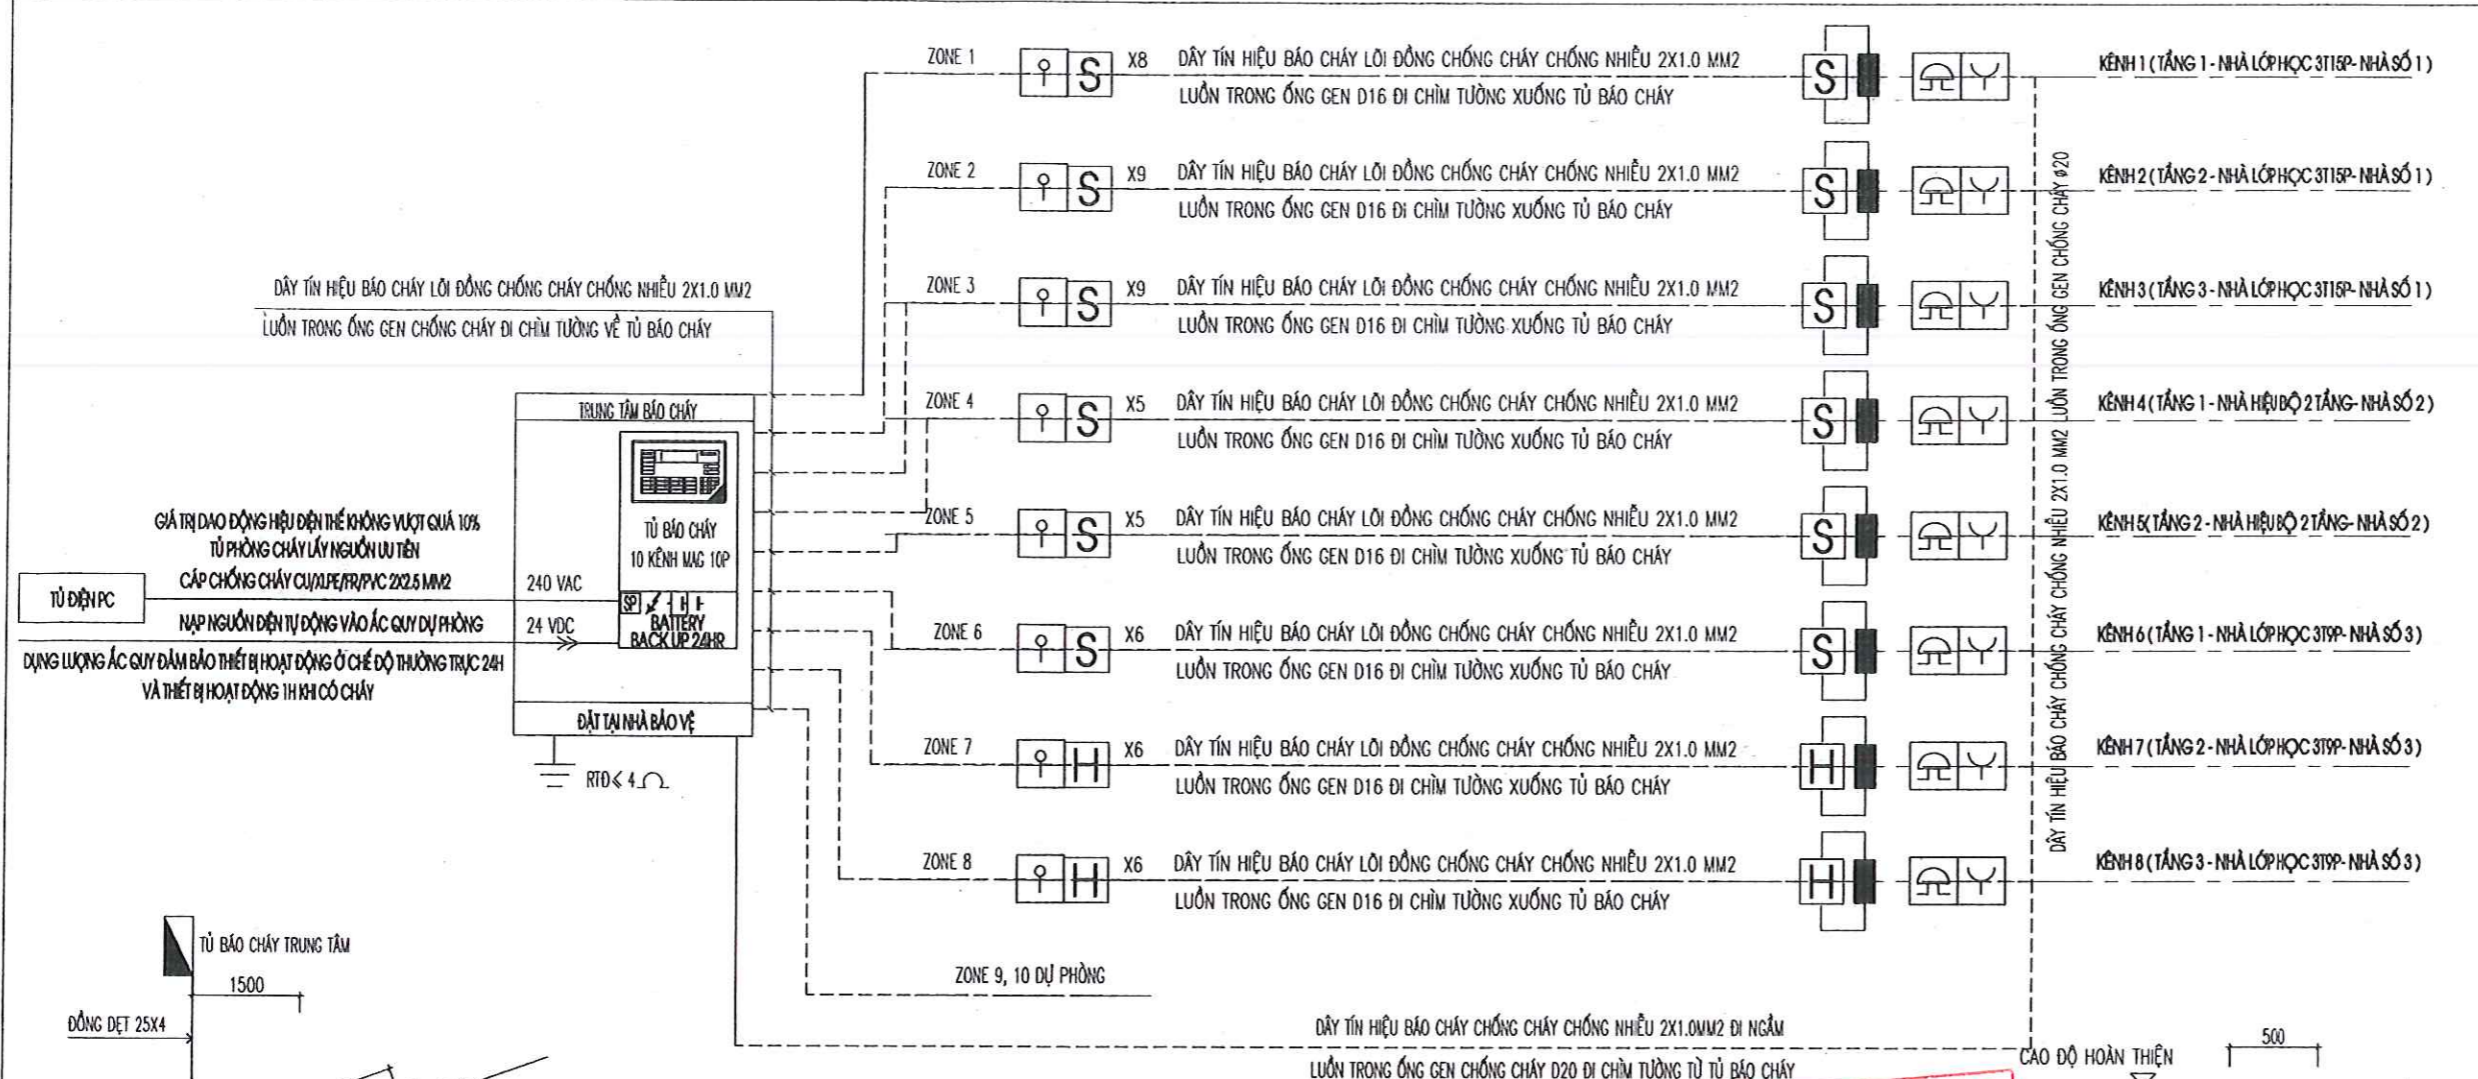 ZONE 1
S
X8
DÂY TÍN HIỆU BÁO CHÁY LÕI ĐỒNG CHỐNG CHÁY CHỐNG NHIỄU 2X1.0 MM2
LUỒN TRONG ỐNG GEN D16 ĐI CHÌM TƯỜNG XUỐNG TỦ BÁO CHÁY
S
KÊNH 1 (TẦNG 1 - NHÀ LỚP HỌC 3T15P- NHÀ SỐ 1)
ZONE 2
S
X9
DÂY TÍN HIỆU BÁO CHÁY LÕI ĐỒNG CHỐNG CHÁY CHỐNG NHIỄU 2X1.0 MM2
LUỒN TRONG ỐNG GEN D16 ĐI CHÌM TƯỜNG XUỐNG TỦ BÁO CHÁY
S
KÊNH 2 (TẦNG 2 - NHÀ LỚP HỌC 3T15P- NHÀ SỐ 1)
ZONE 3
S
X9
DÂY TÍN HIỆU BÁO CHÁY LÕI ĐỒNG CHỐNG CHÁY CHỐNG NHIỄU 2X1.0 MM2
LUỒN TRONG ỐNG GEN D16 ĐI CHÌM TƯỜNG XUỐNG TỦ BÁO CHÁY
S
KÊNH 3 (TẦNG 3 - NHÀ LỚP HỌC 3T15P- NHÀ SỐ 1)
ZONE 4
S
X5
DÂY TÍN HIỆU BÁO CHÁY LÕI ĐỒNG CHỐNG CHÁY CHỐNG NHIỄU 2X1.0 MM2
LUỒN TRONG ỐNG GEN D16 ĐI CHÌM TƯỜNG XUỐNG TỦ BÁO CHÁY
S
KÊNH 4 (TẦNG 1 - NHÀ HIỆU BỘ 2 TẦNG- NHÀ SỐ 2)
ZONE 5
S
X5
DÂY TÍN HIỆU BÁO CHÁY LÕI ĐỒNG CHỐNG CHÁY CHỐNG NHIỄU 2X1.0 MM2
LUỒN TRONG ỐNG GEN D16 ĐI CHÌM TƯỜNG XUỐNG TỦ BÁO CHÁY
S
KÊNH 5(TẦNG 2 - NHÀ HIỆU BỘ 2 TẦNG- NHÀ SỐ 2)
ZONE 6
S
X6
DÂY TÍN HIỆU BÁO CHÁY LÕI ĐỒNG CHỐNG CHÁY CHỐNG NHIỄU 2X1.0 MM2
LUỒN TRONG ỐNG GEN D16 ĐI CHÌM TƯỜNG XUỐNG TỦ BÁO CHÁY
S
KÊNH 6 (TẦNG 1 - NHÀ LỚP HỌC 3T9P- NHÀ SỐ 3)
ZONE 7
H
X6
DÂY TÍN HIỆU BÁO CHÁY LÕI ĐỒNG CHỐNG CHÁY CHỐNG NHIỄU 2X1.0 MM2
LUỒN TRONG ỐNG GEN D16 ĐI CHÌM TƯỜNG XUỐNG TỦ BÁO CHÁY
H
KÊNH 7 (TẦNG 2 - NHÀ LỚP HỌC 3T9P- NHÀ SỐ 3)
ZONE 8
H
X6
DÂY TÍN HIỆU BÁO CHÁY LÕI ĐỒNG CHỐNG CHÁY CHỐNG NHIỄU 2X1.0 MM2
LUỒN TRONG ỐNG GEN D16 ĐI CHÌM TƯỜNG XUỐNG TỦ BÁO CHÁY
H
KÊNH 8 (TẦNG 3 - NHÀ LỚP HỌC 3T9P- NHÀ SỐ 3)
DÂY TÍN HIỆU BÁO CHÁY CHỐNG CHÁY CHỐNG NHIỄU 2X1.0 MM2 LUỒN TRONG ỐNG GEN CHỐNG CHÁY ø20
DÂY TÍN HIỆU BÁO CHÁY LÕI ĐỒNG CHỐNG CHÁY CHỐNG NHIỄU 2X1.0 MM2
LUỒN TRONG ỐNG GEN CHỐNG CHÁY ĐI CHÌM TƯỜNG VỀ TỦ BÁO CHÁY
TRUNG TÂM BÁO CHÁY
TỦ BÁO CHÁY
10 KÊNH MAG 10P
GIÁ TRỊ DAO ĐỘNG HIỆU ĐIỆN THẾ KHÔNG VƯỢT QUÁ 10%
TỦ PHÒNG CHÁY LẤY NGUỒN ƯU TIÊN
CÁP CHỐNG CHÁY CU/XLPE/FR/PVC 2X2.5 MM2
TỦ ĐIỆN PC
240 VAC
SP
NẠP NGUỒN ĐIỆN TỰ ĐỘNG VÀO ẮC QUY DỰ PHÒNG
24 VDC
BATTERY
BACK UP 24HR
DUNG LƯỢNG ẮC QUY ĐẢM BẢO THIẾT BỊ HOẠT ĐỘNG Ở CHẾ ĐỘ THƯỜNG TRỰC 24H
VÀ THIẾT BỊ HOẠT ĐỘNG 1H KHI CÓ CHÁY
ĐẶT TẠI NHÀ BẢO VỆ
RTĐ≤ 4 Ω
TỦ BÁO CHÁY TRUNG TÂM
1500
ĐỒNG DẸT 25X4
ZONE 9, 10 DỰ PHÒNG
DÂY TÍN HIỆU BÁO CHÁY CHỐNG CHÁY CHỐNG NHIỄU 2X1.0MM2 ĐI NGẦM
LUỒN TRONG ỐNG GEN CHỐNG CHÁY D20 ĐI CHÌM TƯỜNG TỪ TỦ BÁO CHÁY
CAO ĐỘ HOÀN THIỆN
500